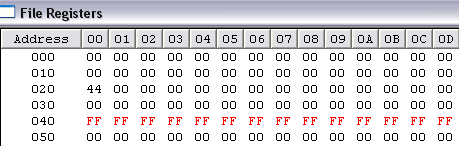 File Registers
Address 00 01 02 03 04 05 06 07 08 09 0A 0B 0C 0D
000 00 00 00 00 00 00 00 00 00 00 00 00 00 00
010 00 00 00 00 00 00 00 00 00 00 00 00 00 00
020 44 00 00 00 00 00 00 00 00 00 00 00 00 00
030 00 00 00 00 00 00 00 00 00 00 00 00 00 00
040 FF FF FF FF FF FF FF FF FF FF FF FF FF FF
050 00 00 00 00 00 00 00 00 00 00 00 00 00 00